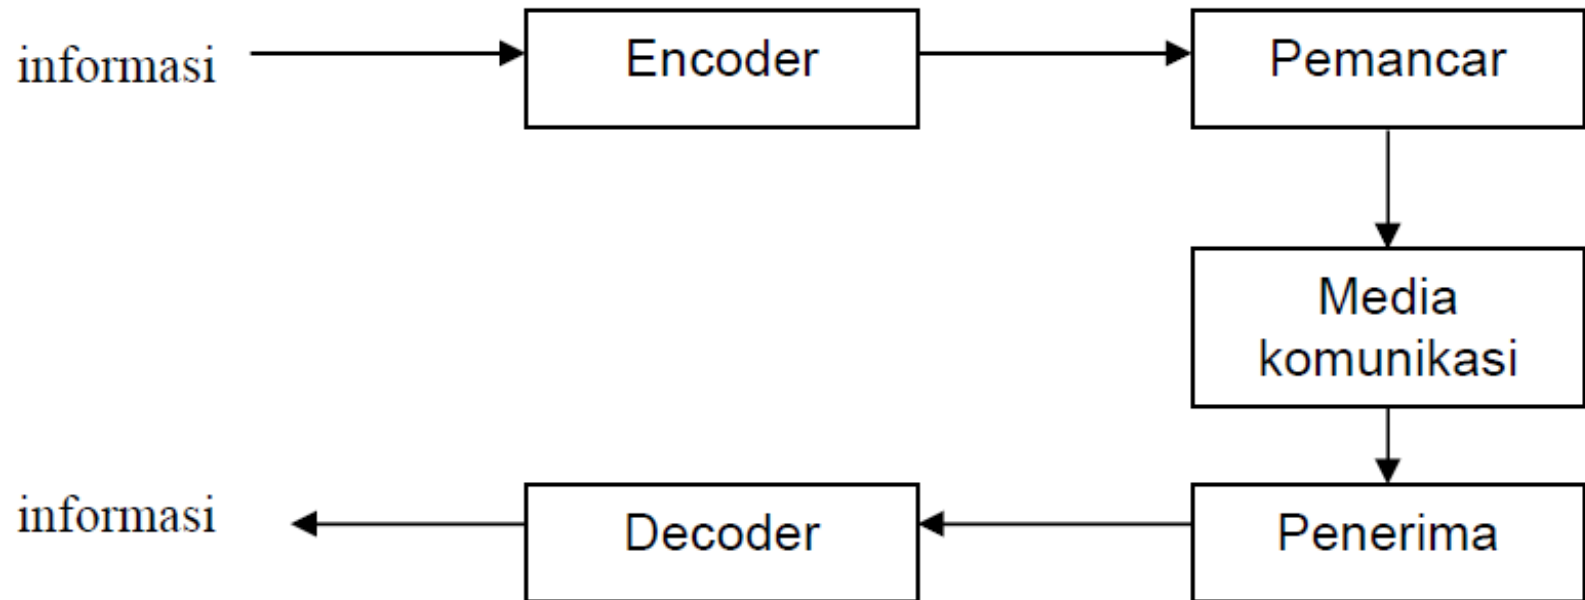 informasi
Encoder
Pemancar
Media
komunikasi
informasi
Decoder
Penerima